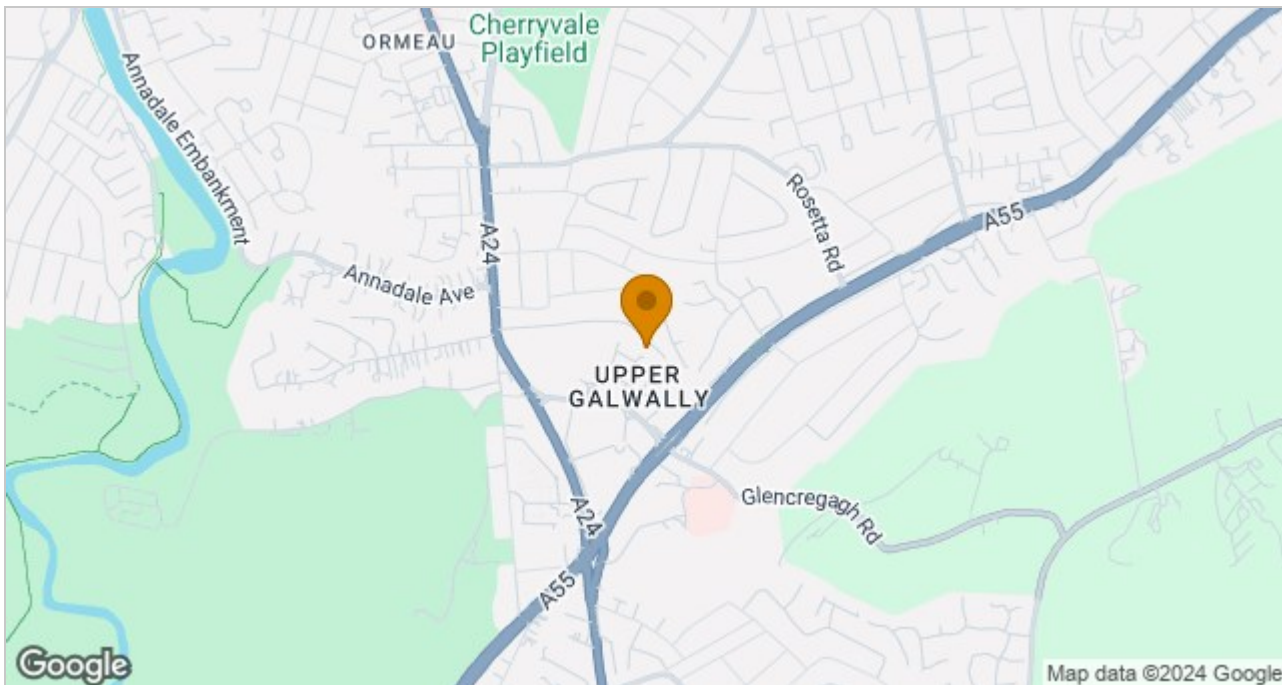 Cherryvale
Playfield
ORMEAU
Annadale Embankment
Rosetta Rd
A55
A24
Annadale Ave
UPPER
GALWALLY
A24
Glencregagh Rd
A55
Google
Map data ©2024 Google